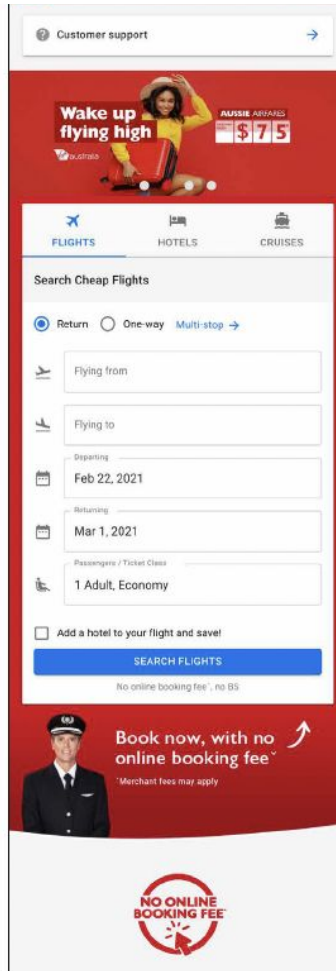 Customer support
Wake up
flying high
australia
AUSSIE AIRFARES
$75*
FLIGHTS
HOTELS
CRUISES
Search Cheap Flights
Return
One-way
Multi-stop
Flying from
Flying to
Departing
Feb 22, 2021
Returning
Mar 1, 2021
Passengers / Ticket Class
1 Adult, Economy
Add a hotel to your flight and save!
SEARCH FLIGHTS
No online booking fee˅, no BS
Book now, with no
online booking fee˅
˅Merchant fees may apply
NO ONLINE
BOOKING FEE˅